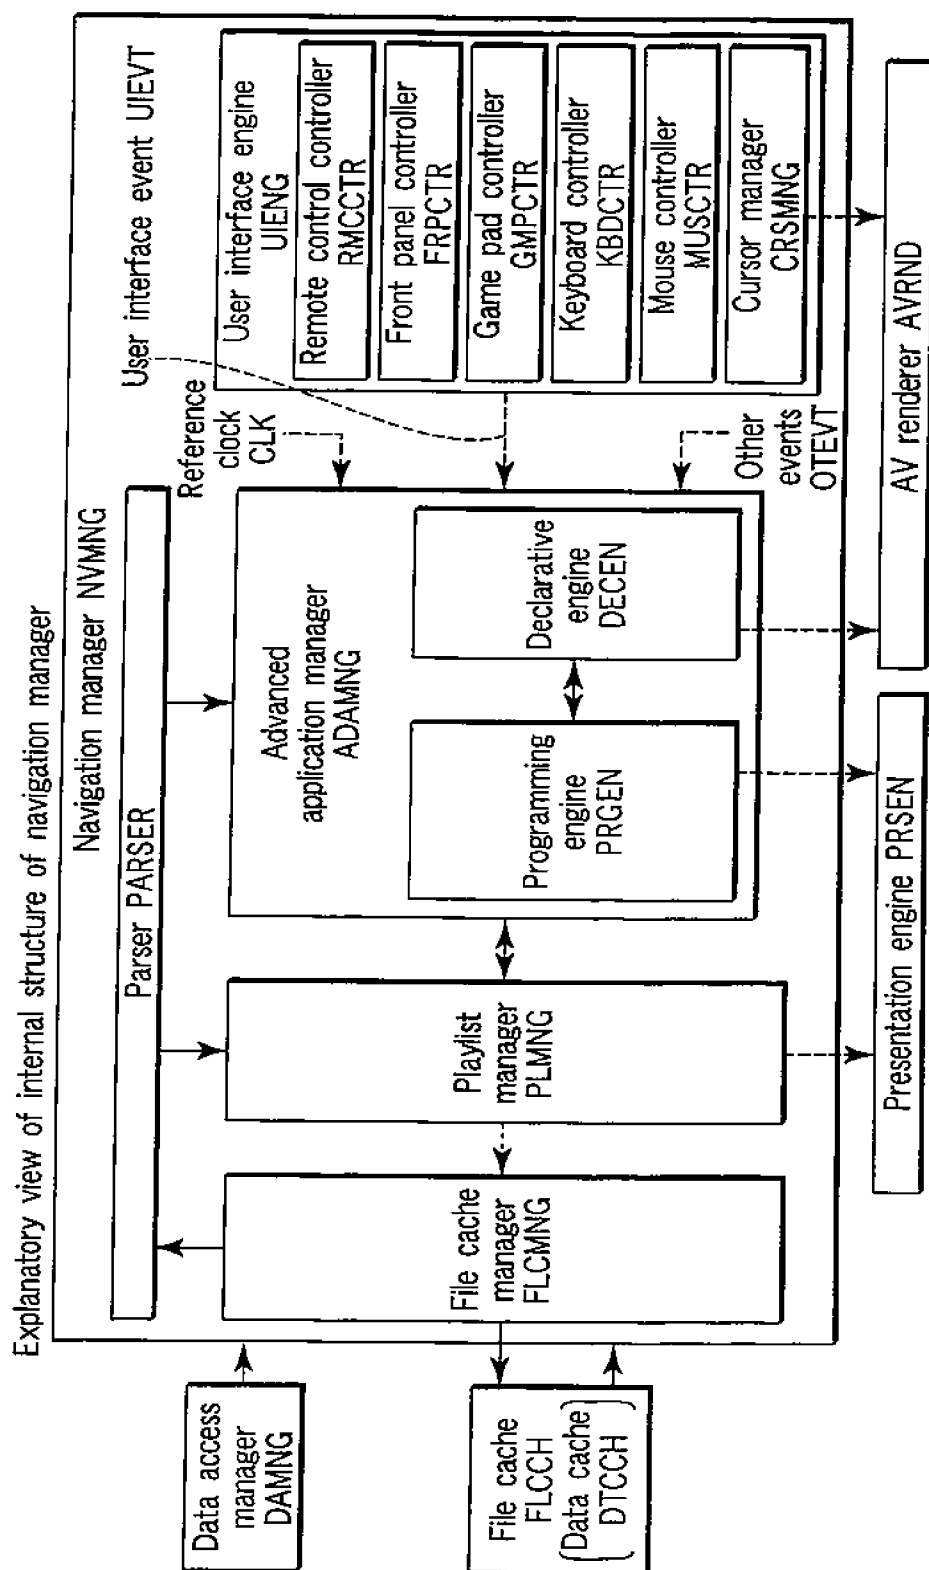 Explanatory view of internal structure of navigation manager
Navigation manager NVMNG
User interface event UIEVT
Parser PARSER
Data access
manager
DAMNG
File cache
FLCCH
Data cache
DTCCH
File cache
manager
FLCMNG
Playlist
manager
PLMNG
Advanced
application manager
ADAMNG
Programming
engine
PRGEN
Declarative
engine
DECEN
Reference
clock
CLK
Other
events
OTEVT
User interface engine
UIENG
Remote control controller
RMCCTR
Front panel controller
FRPCTR
Game pad controller
GMPCTR
Keyboard controller
KBDCTR
Mouse controller
MUSCTR
Cursor manager
CRSMNG
Presentation engine PRSEN
AV renderer AVRND